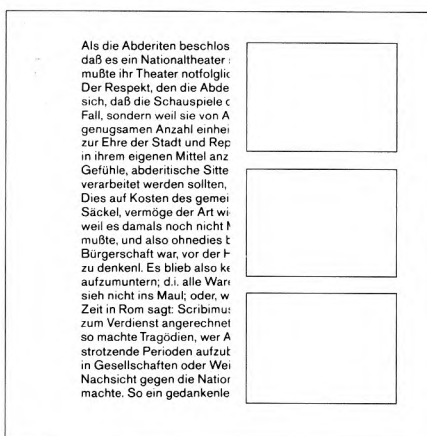 Als die Abderiten beschlos
daß es ein Nationaltheater
mußte ihr Theater notfolglic
Der Respekt, den die Abde
sich, daß die Schauspiele
Fall, sondern weil sie von A
genugsamen Anzahl einhei
zur Ehre der Stadt und Rep
in ihrem eigenen Mittel anz
Gefühle, abderitische Sitte
verarbeitet werden sollten,
Dies auf Kosten des gemei
Säckel, vermöge der Art wi
weil es damals noch nicht
mußte, und also ohnedies
Bürgerschaft war, vor der
zu denkenl. Es blieb also ke
aufzumuntern; d.i. alle Ware
sieh nicht ins Maul; oder, w
Zeit in Rom sagt: Scribimus
zum Verdienst angerechnet
so machte Tragödien, wer A
strotzende Perioden aufzub
in Gesellschaften oder Wei
Nachsicht gegen die Nation
machte. So ein gedankenle